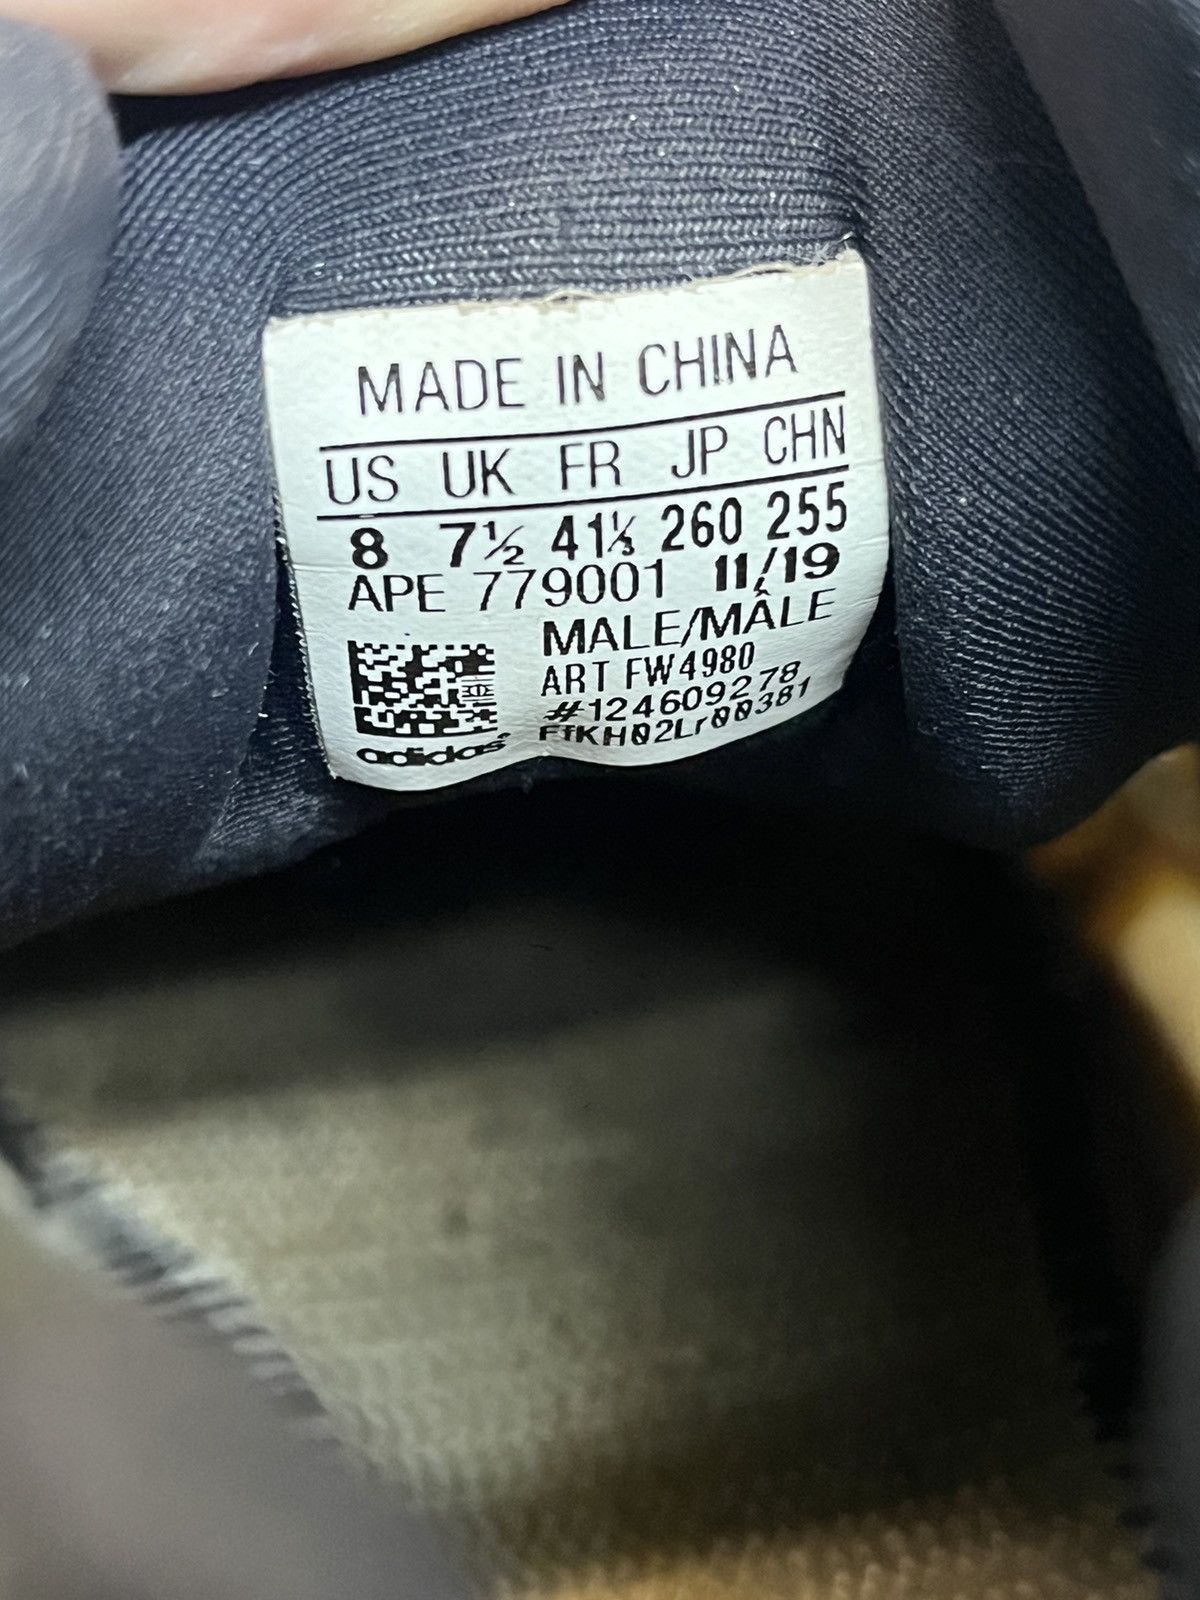 MADE IN CHINA
US UK FR JP CHN
8 7½ 41⅓ 260 255
APE 779001 11/19
MALE/MÂLE
ART FW4980
#124609278
FfKH02Lr00381
adidas®